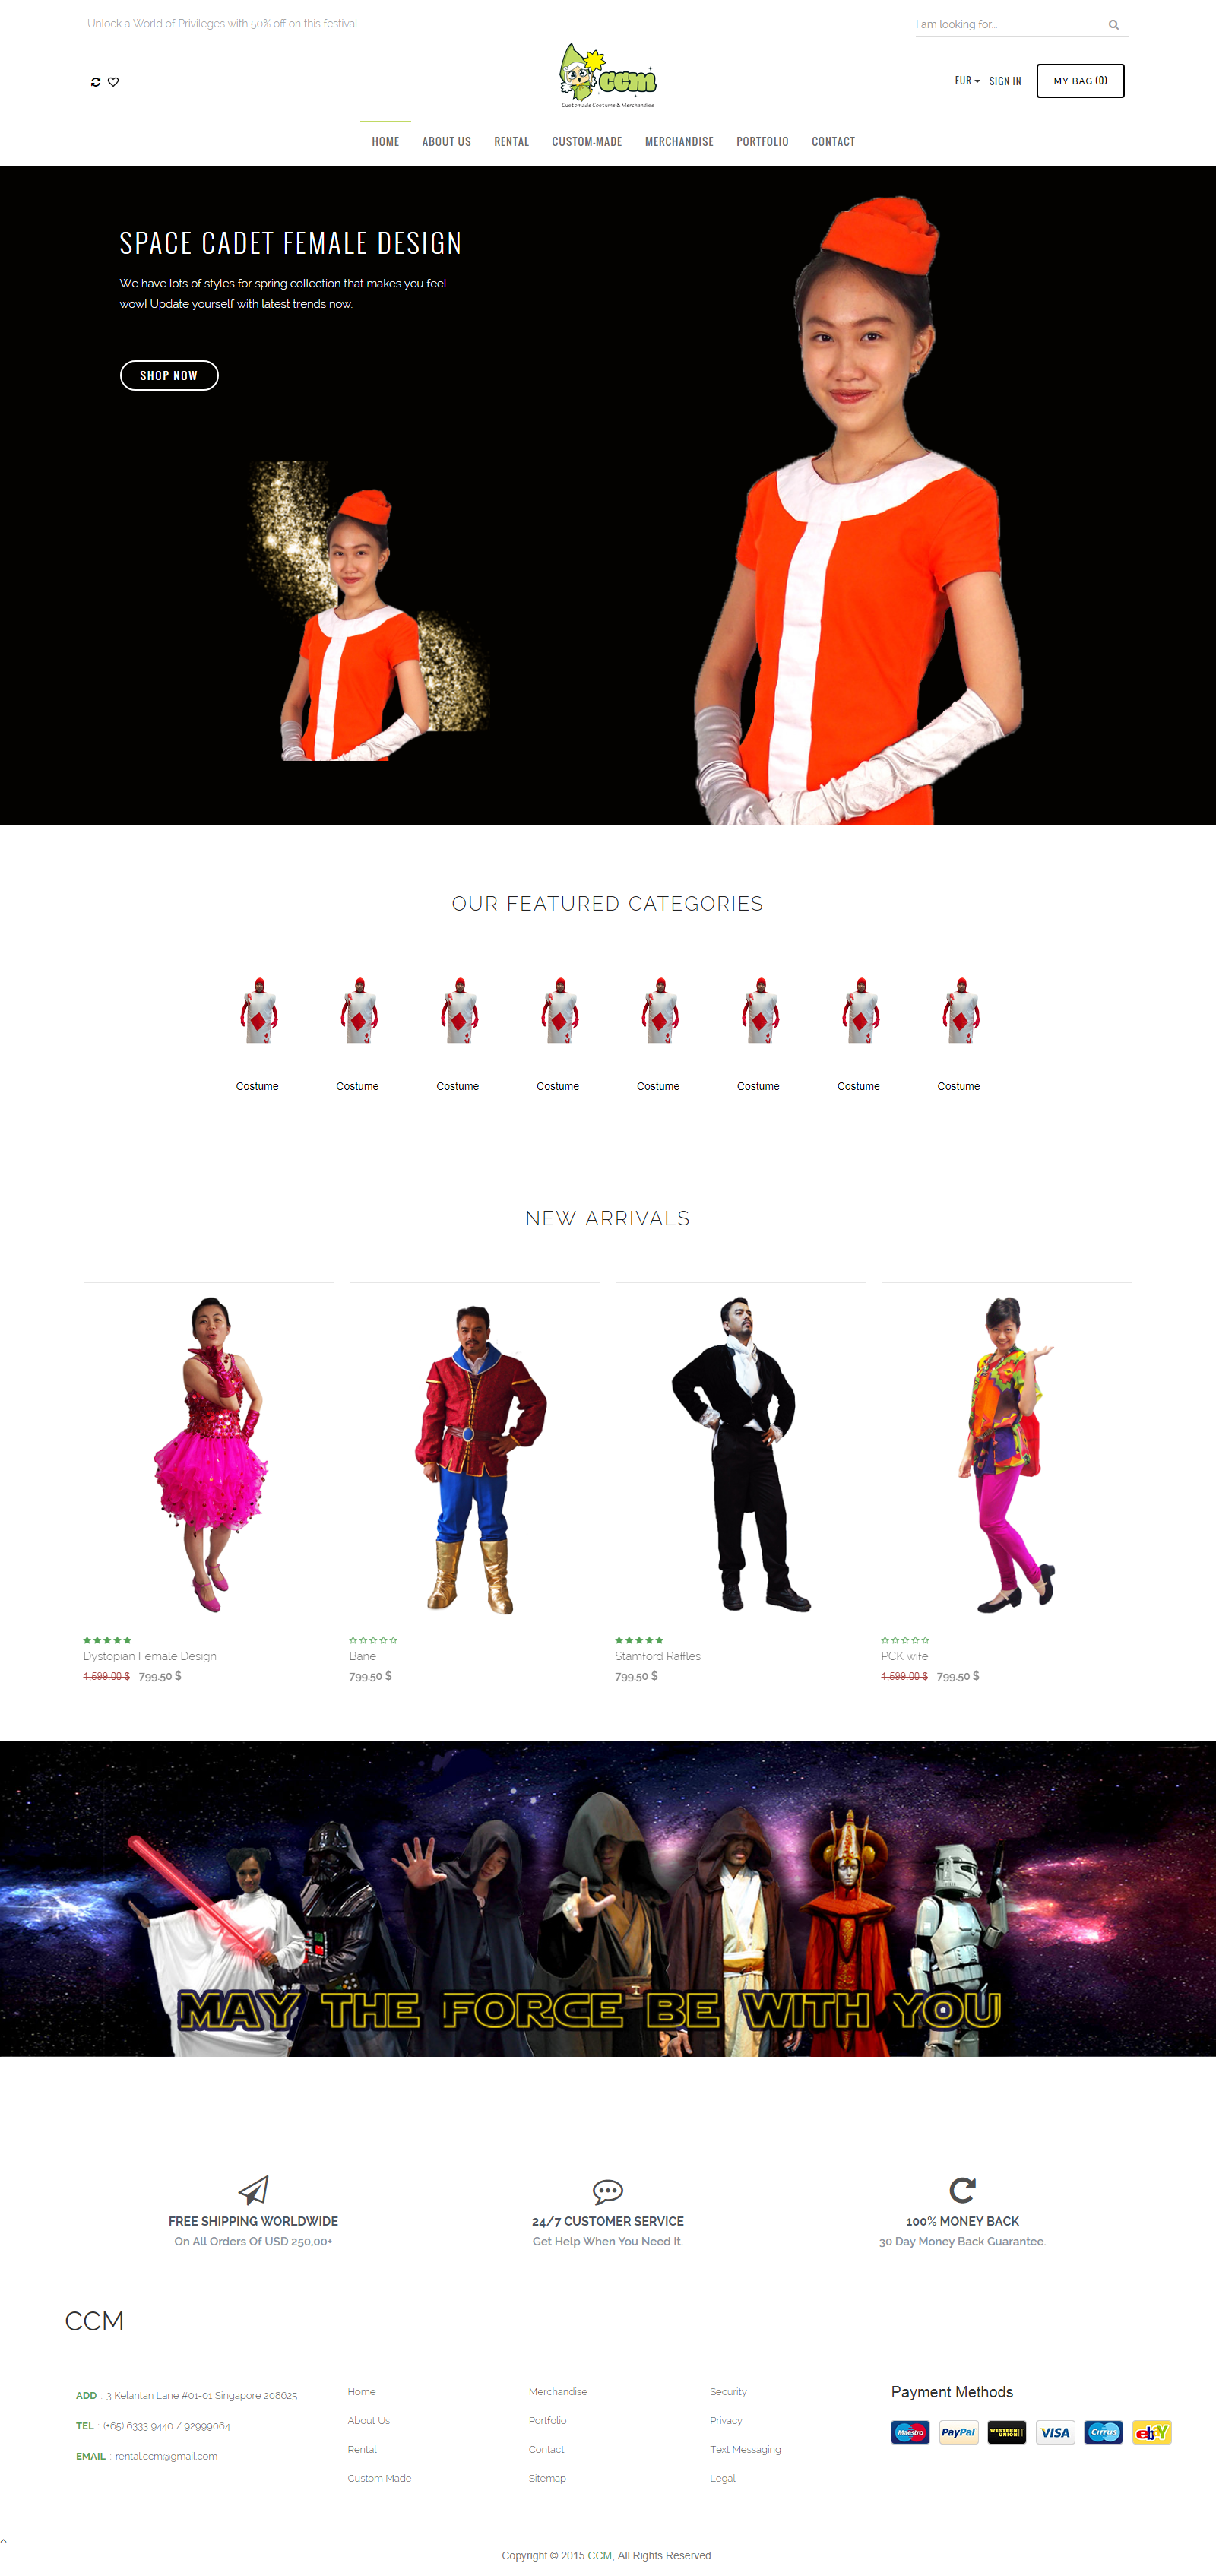 Unlock a World of Privileges with 50% off on this festival
I am looking for...
ccm
Customade Costume & Merchandise
EUR
SIGN IN
MY BAG (0)
HOME
ABOUT US
RENTAL
CUSTOM-MADE
MERCHANDISE
PORTFOLIO
CONTACT
SPACE CADET FEMALE DESIGN
We have lots of styles for spring collection that makes you feel
wow! Update yourself with latest trends now.
SHOP NOW
OUR FEATURED CATEGORIES
Costume
Costume
Costume
Costume
Costume
Costume
Costume
Costume
NEW ARRIVALS
Dystopian Female Design
1,599.00 $ 799.50 $
Bane
799.50 $
Stamford Raffles
799.50 $
PCK wife
1,599.00 $ 799.50 $
MAY THE FORCE BE WITH YOU
FREE SHIPPING WORLDWIDE
On All Orders Of USD 250,00+
24/7 CUSTOMER SERVICE
Get Help When You Need It.
100% MONEY BACK
30 Day Money Back Guarantee.
CCM
ADD : 3 Kelantan Lane #01-01 Singapore 208625
TEL : (+65) 6333 9440 / 92999064
EMAIL : rental.ccm@gmail.com
Home
About Us
Rental
Custom Made
Merchandise
Portfolio
Contact
Sitemap
Security
Privacy
Text Messaging
Legal
Payment Methods
Maestro
PayPal
WESTERN UNION
VISA
Cirrus
ebY
Copyright © 2015 CCM, All Rights Reserved.